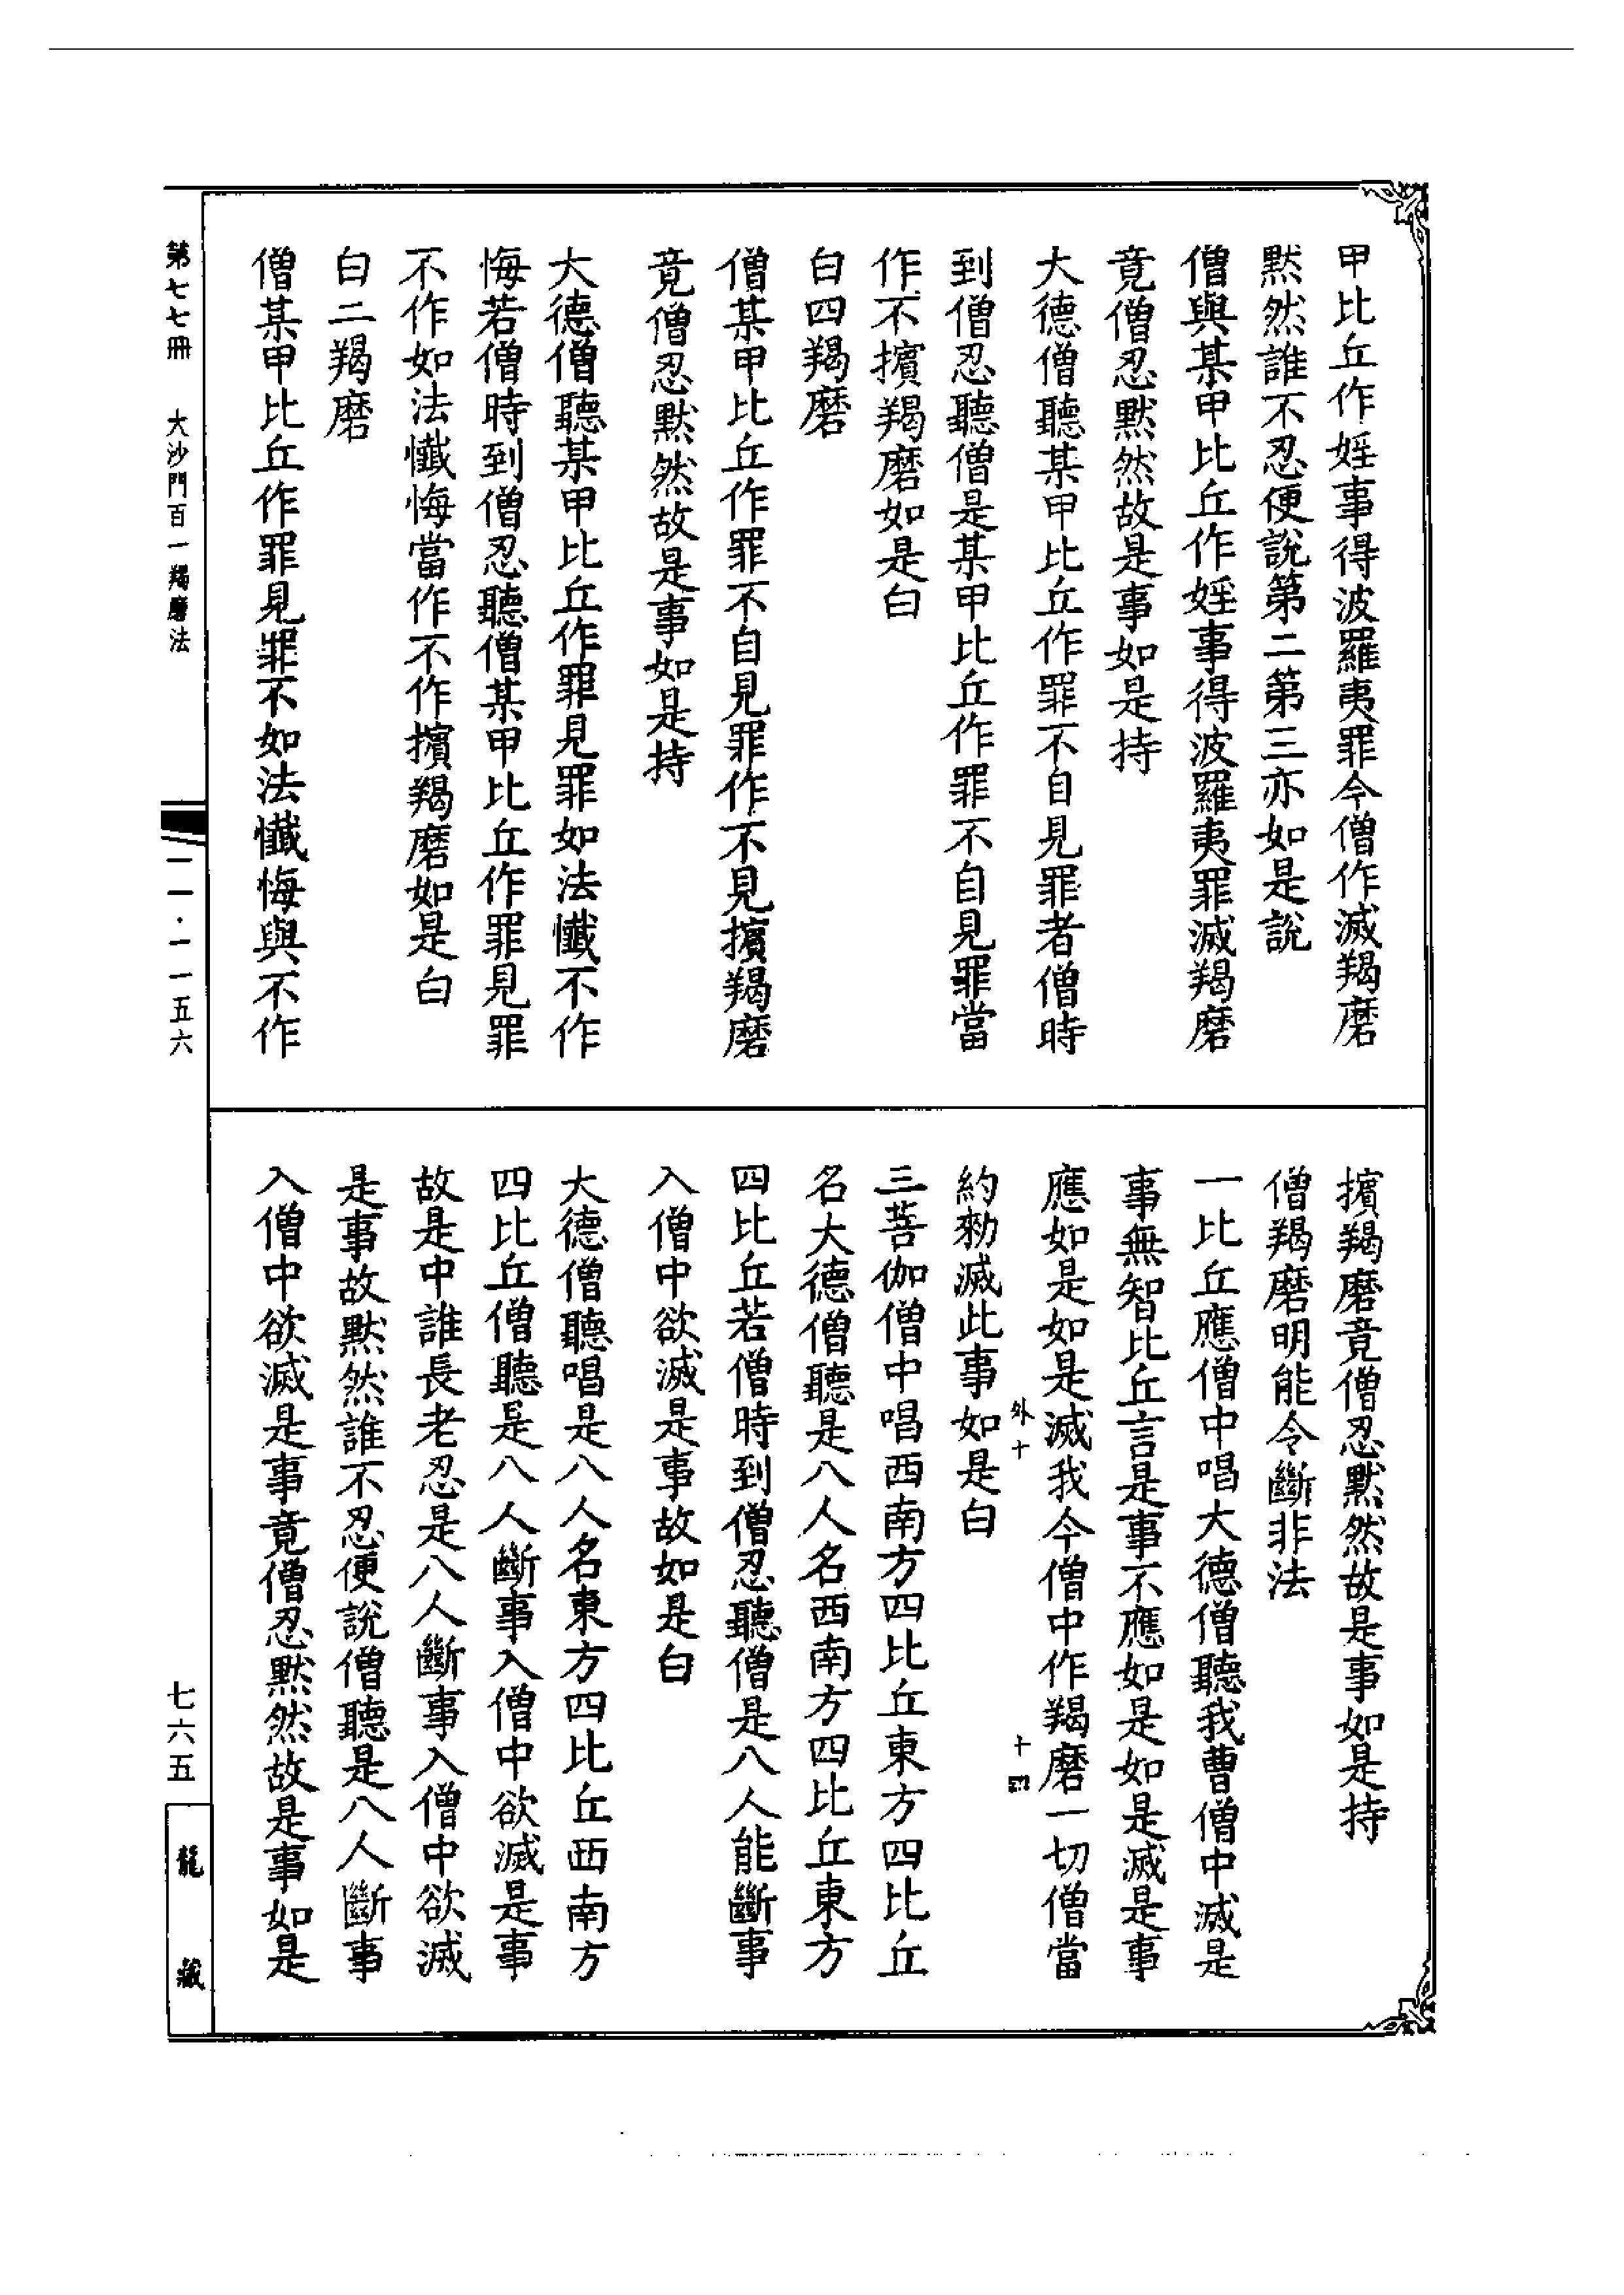 甲比丘作婬事得波羅夷罪今僧作滅羯磨
默然誰不忍便說第二第三亦如是說
僧與某甲比丘作婬事得波羅夷罪滅羯磨
竟僧忍默然故是事如是持
大德僧聽某甲比丘作罪不自見罪者僧時
到僧忍聽僧是某甲比丘作罪不自見罪當
作不擯羯磨如是白
白四羯磨
僧某甲比丘作罪不自見罪作不見擯羯磨
竟僧忍默然故是事如是持
大德僧聽某甲比丘作罪見罪如法懺不作
悔若僧時到僧忍聽僧某甲比丘作罪見罪
不作如法懺悔當作不作擯羯磨如是白
白二羯磨
僧某甲比丘作罪見罪不如法懺悔與不作
擯羯磨竟僧忍默然故是事如是持
僧羯磨明能令斷非法
一比丘應僧中唱大德僧聽我曹僧中滅是
事無智比丘言是事不應如是如是滅是事
應如是如是滅我今僧中作羯磨一切僧當
外十
十四
約勑滅此事如是白
三菩伽僧中唱西南方四比丘東方四比丘
名大德僧聽是八人名西南方四比丘東方
四比丘若僧時到僧忍聽僧是八人能斷事
入僧中欲滅是事故如是白
大德僧聽唱是八人名東方四比丘西南方
四比丘僧聽是八人斷事入僧中欲滅是事
故是中誰長老忍是八人斷事入僧中欲滅
是事故默然誰不忍便說僧聽是八人斷事
入僧中欲滅是事竟僧忍默然故是事如是
第七七冊
大沙門百一羯磨法
一一·一一五六
七六五
龍藏